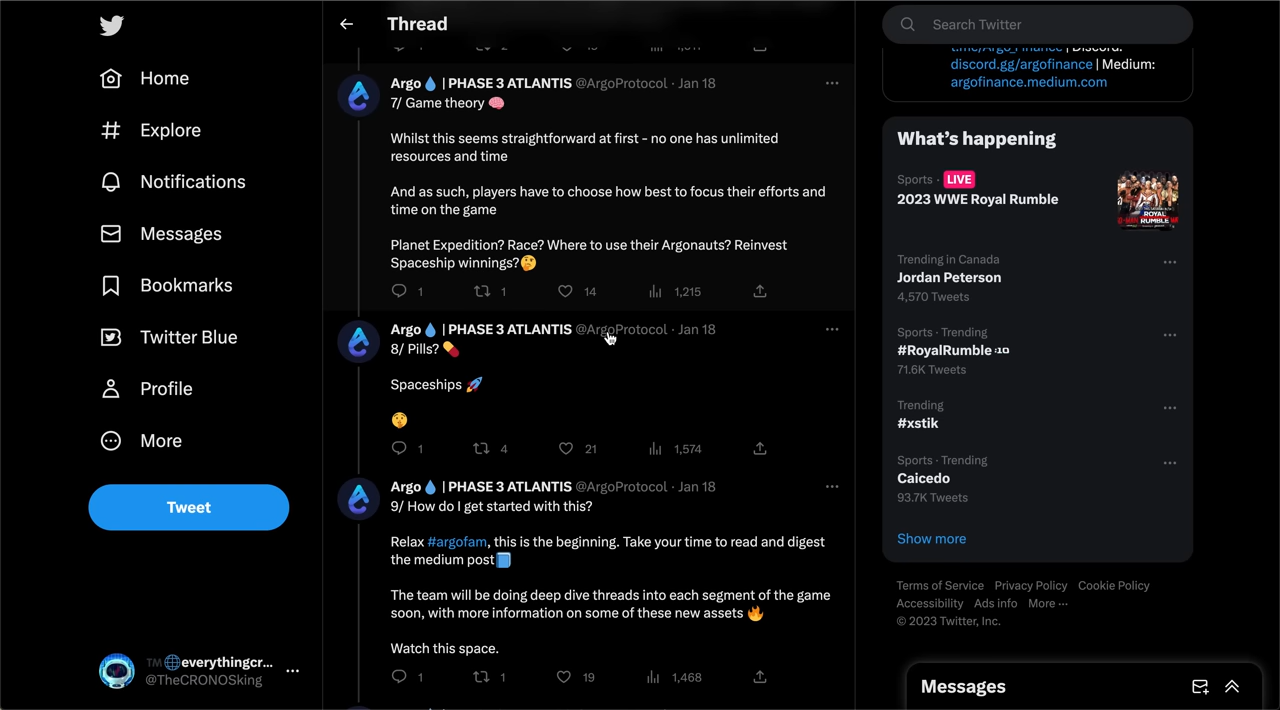 Home
Explore
Notifications
Messages
Bookmarks
Twitter Blue
Profile
More
Tweet
TM🌐everythingcr... ···
@TheCRONOSking
← Thread
Argo💧 | PHASE 3 ATLANTIS @ArgoProtocol · Jan 18 ···
7/ Game theory 🧠
Whilst this seems straightforward at first - no one has unlimited
resources and time
And as such, players have to choose how best to focus their efforts and
time on the game
Planet Expedition? Race? Where to use their Argonauts? Reinvest
Spaceship winnings?🤔
1 1 14 1,215
Argo💧 | PHASE 3 ATLANTIS @ArgoProtocol · Jan 18 ···
8/ Pills? 💊
Spaceships 🚀
🤫
1 4 21 1,574
Argo💧 | PHASE 3 ATLANTIS @ArgoProtocol · Jan 18 ···
9/ How do I get started with this?
Relax #argofam, this is the beginning. Take your time to read and digest
the medium post📘
The team will be doing deep dive threads into each segment of the game
soon, with more information on some of these new assets 🔥
Watch this space.
1 1 19 1,468
Search Twitter
t.me/Argo_Finance | Discord:
discord.gg/argofinance | Medium:
argofinance.medium.com
What's happening
Sports · LIVE
2023 WWE Royal Rumble
ROYAL
RUMBLE
Trending in Canada ···
Jordan Peterson
4,570 Tweets
Sports · Trending ···
#RoyalRumble
71.6K Tweets
Trending ···
#xstik
Sports · Trending ···
Caicedo
93.7K Tweets
Show more
Terms of Service Privacy Policy Cookie Policy
Accessibility Ads info More ···
© 2023 Twitter, Inc.
Messages